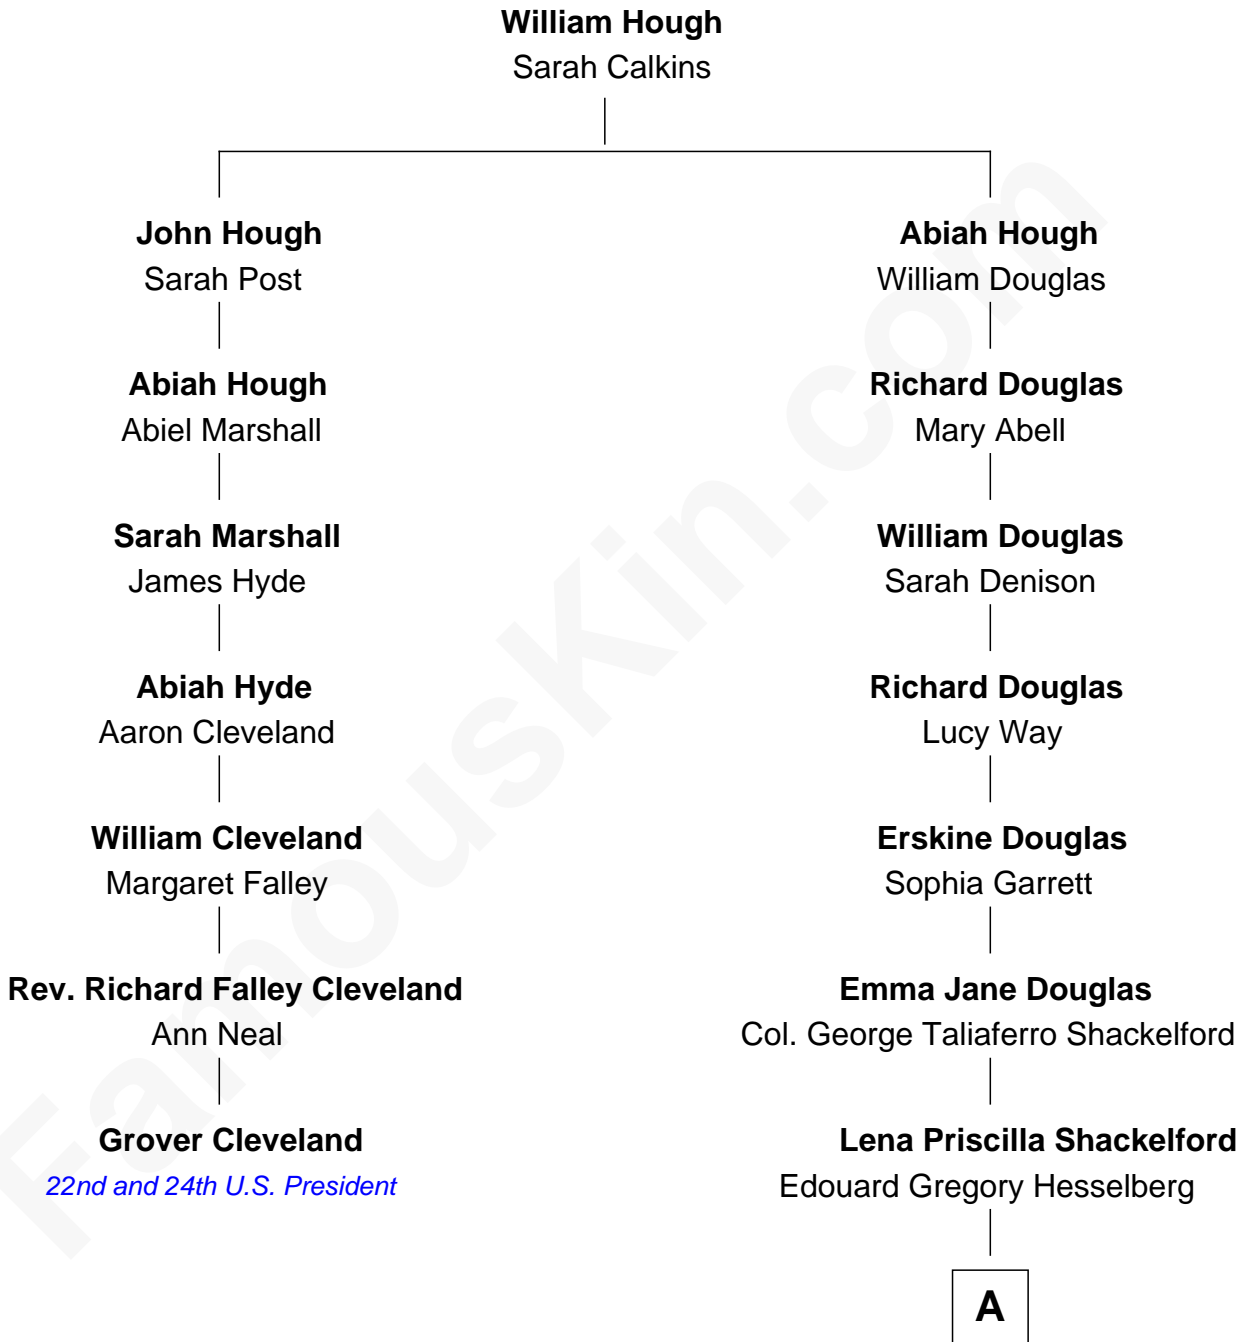 William Hough
Sarah Calkins
John Hough
Sarah Post
Abiah Hough
William Douglas
Abiah Hough
Abiel Marshall
Richard Douglas
Mary Abell
Sarah Marshall
James Hyde
William Douglas
Sarah Denison
Abiah Hyde
Aaron Cleveland
Richard Douglas
Lucy Way
William Cleveland
Margaret Falley
Erskine Douglas
Sophia Garrett
Rev. Richard Falley Cleveland
Ann Neal
Emma Jane Douglas
Col. George Taliaferro Shackelford
Grover Cleveland
22nd and 24th U.S. President
Lena Priscilla Shackelford
Edouard Gregory Hesselberg
A
FamousKin.com